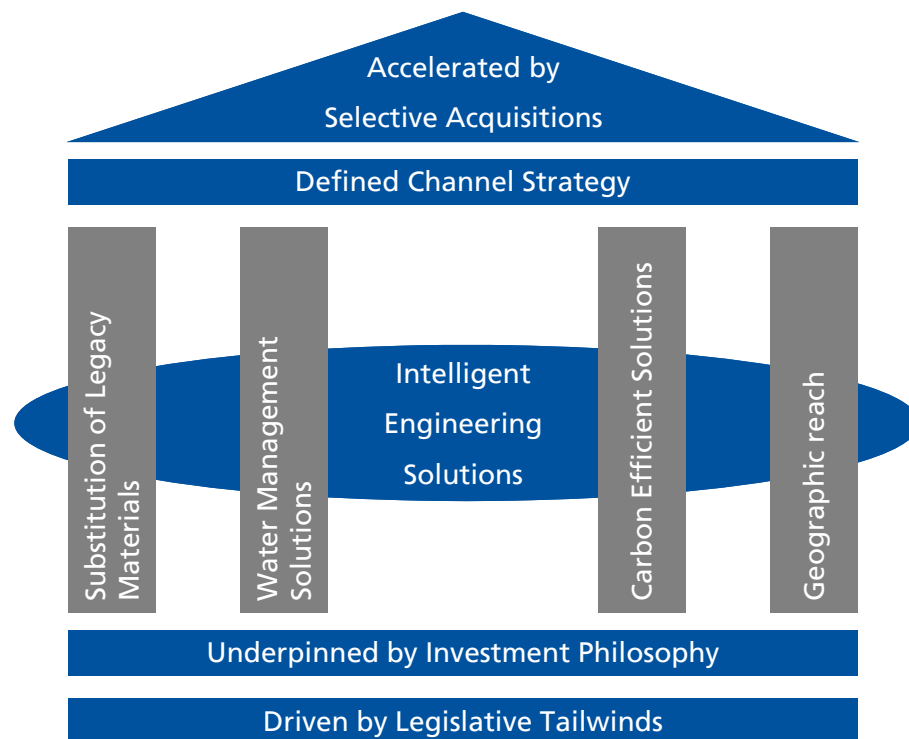 Accelerated by
Selective Acquisitions
Defined Channel Strategy
Substitution of Legacy
Materials
Water Management
Solutions
Intelligent
Engineering
Solutions
Carbon Efficient Solutions
Geographic reach
Underpinned by Investment Philosophy
Driven by Legislative Tailwinds